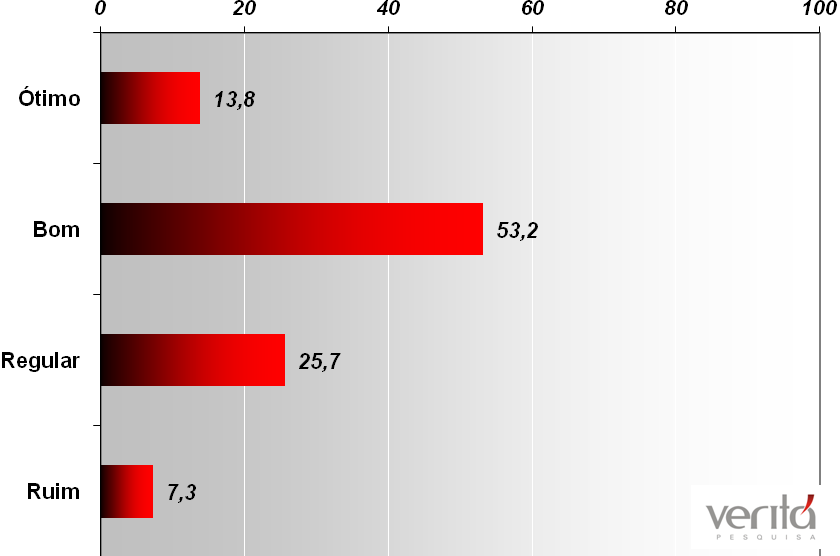 0 20 40 60 80 100
Ótimo 13,8
Bom 53,2
Regular 25,7
Ruim 7,3
veritá
PESQUISA